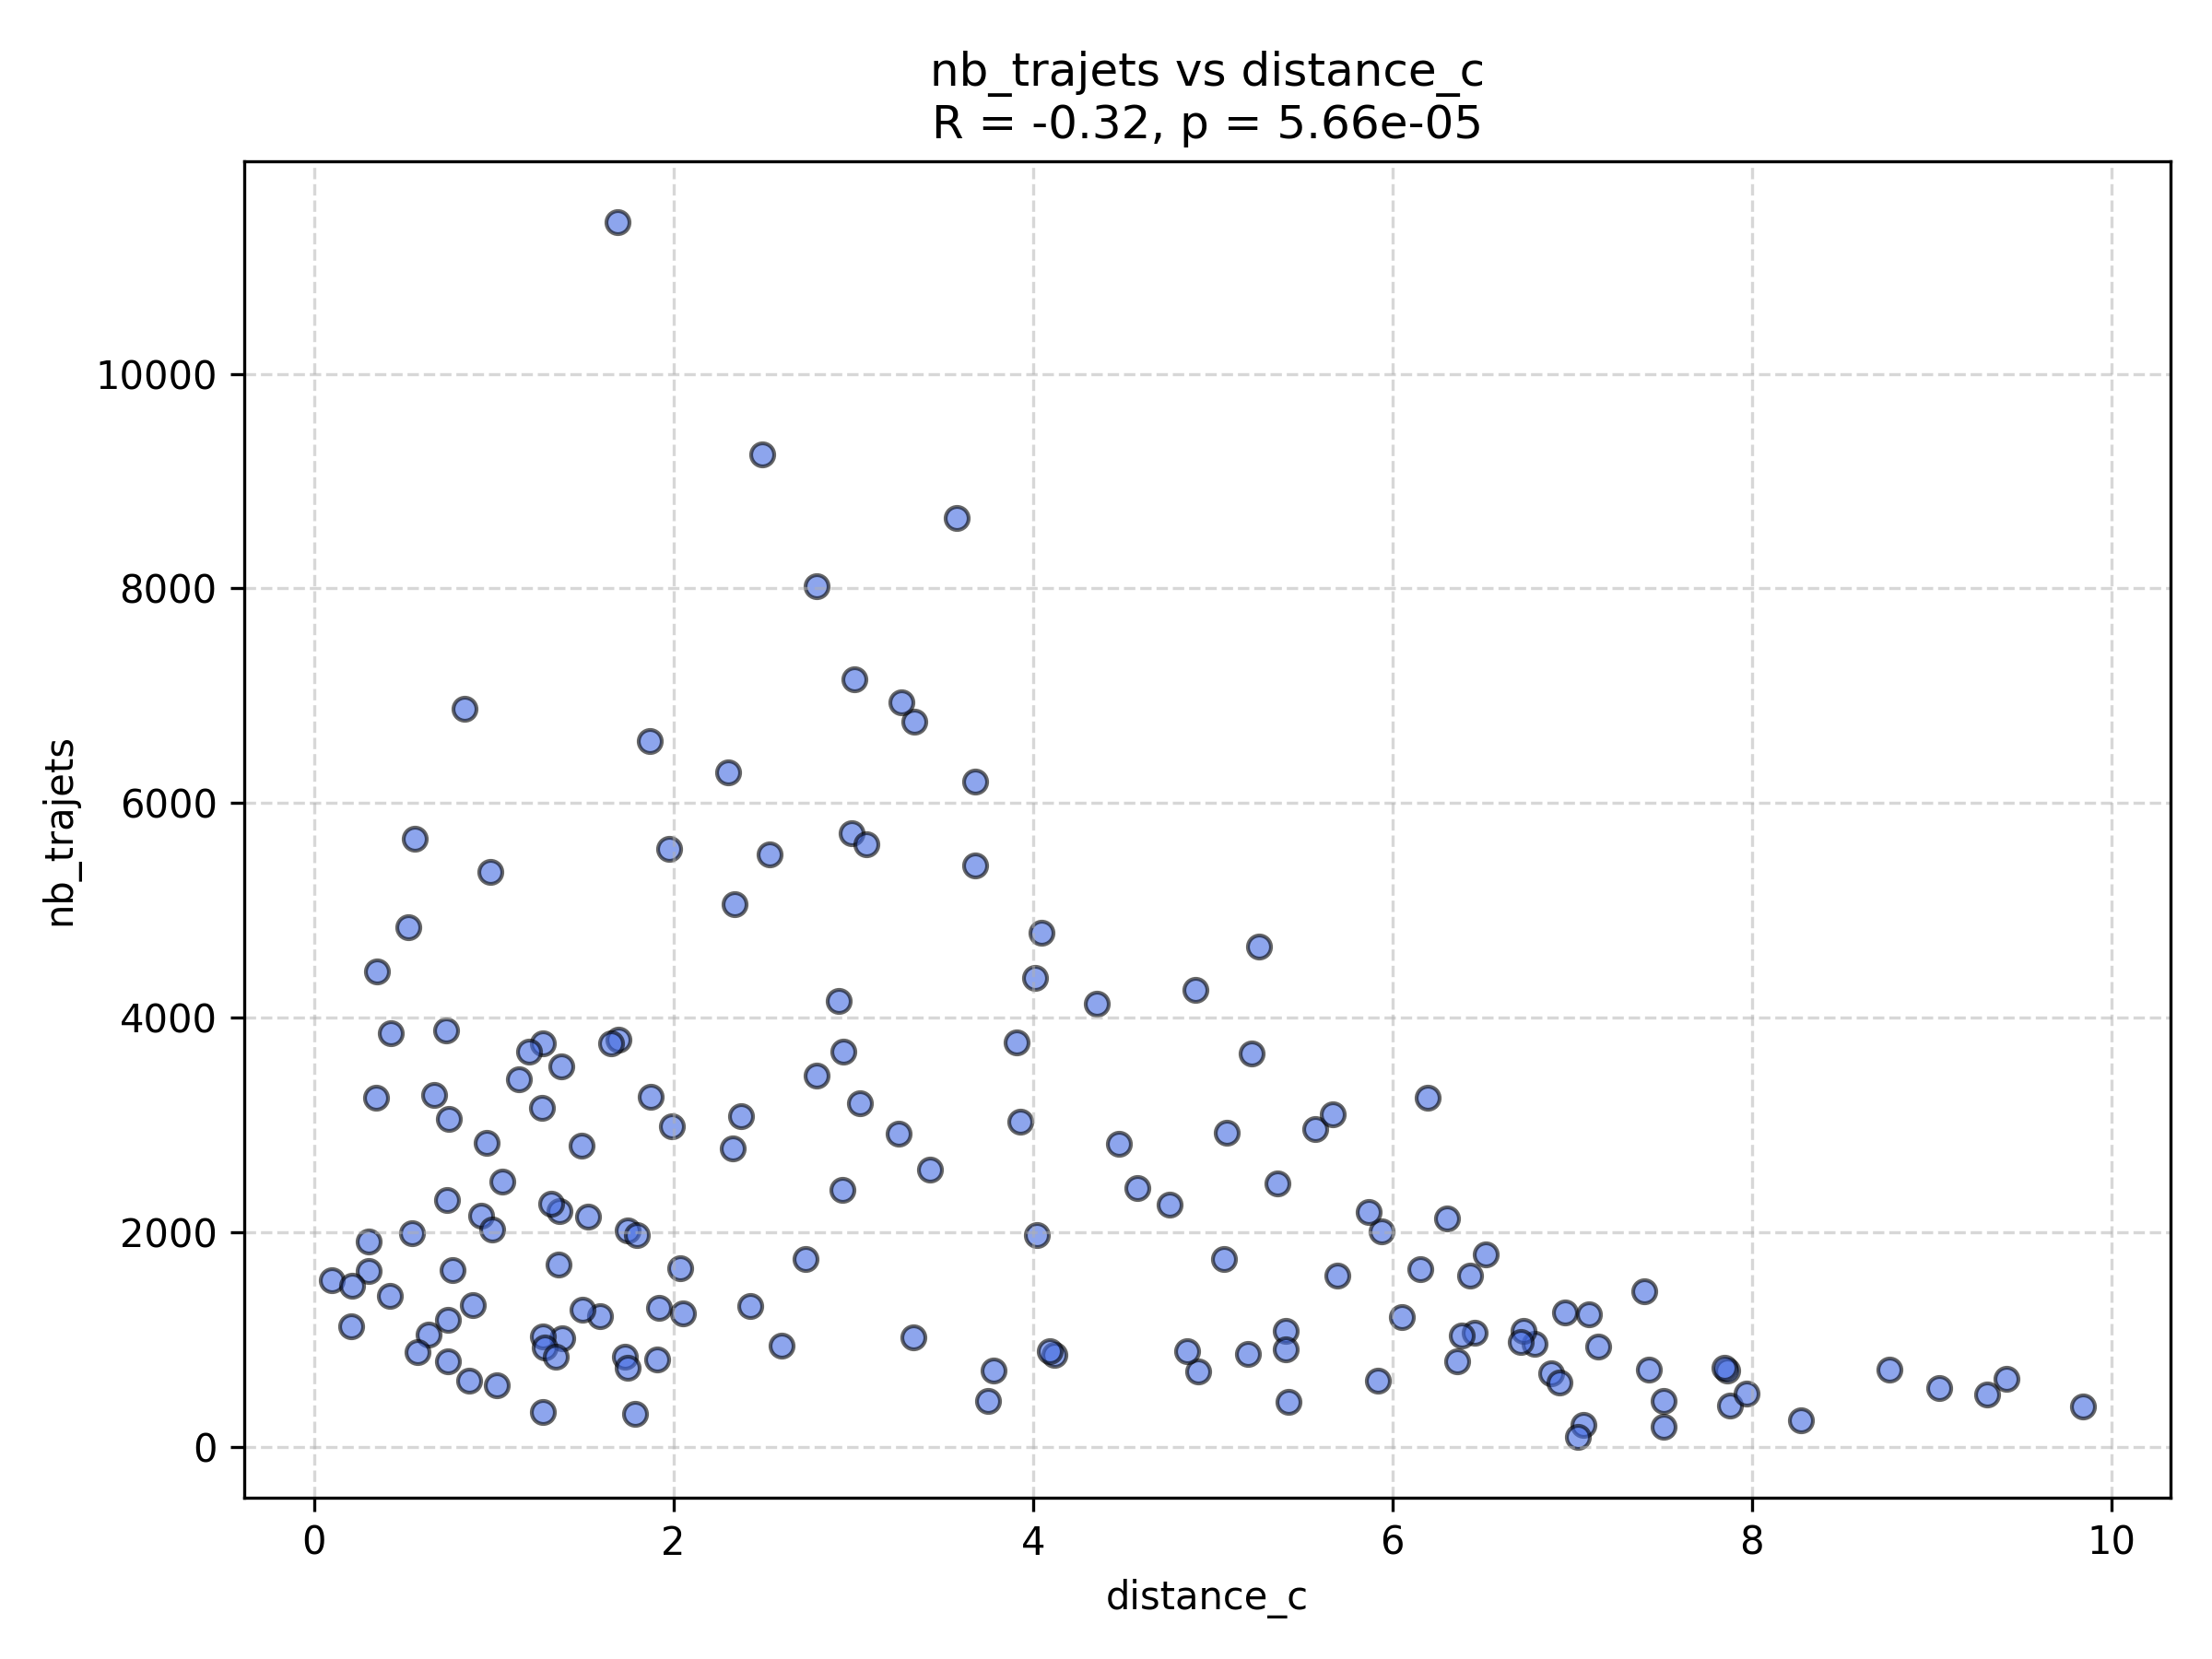 nb_trajets vs distance_c
R = -0.32, p = 5.66e-05
10000
8000
6000
4000
2000
0
nb_trajets
0 2 4 6 8 10
distance_c